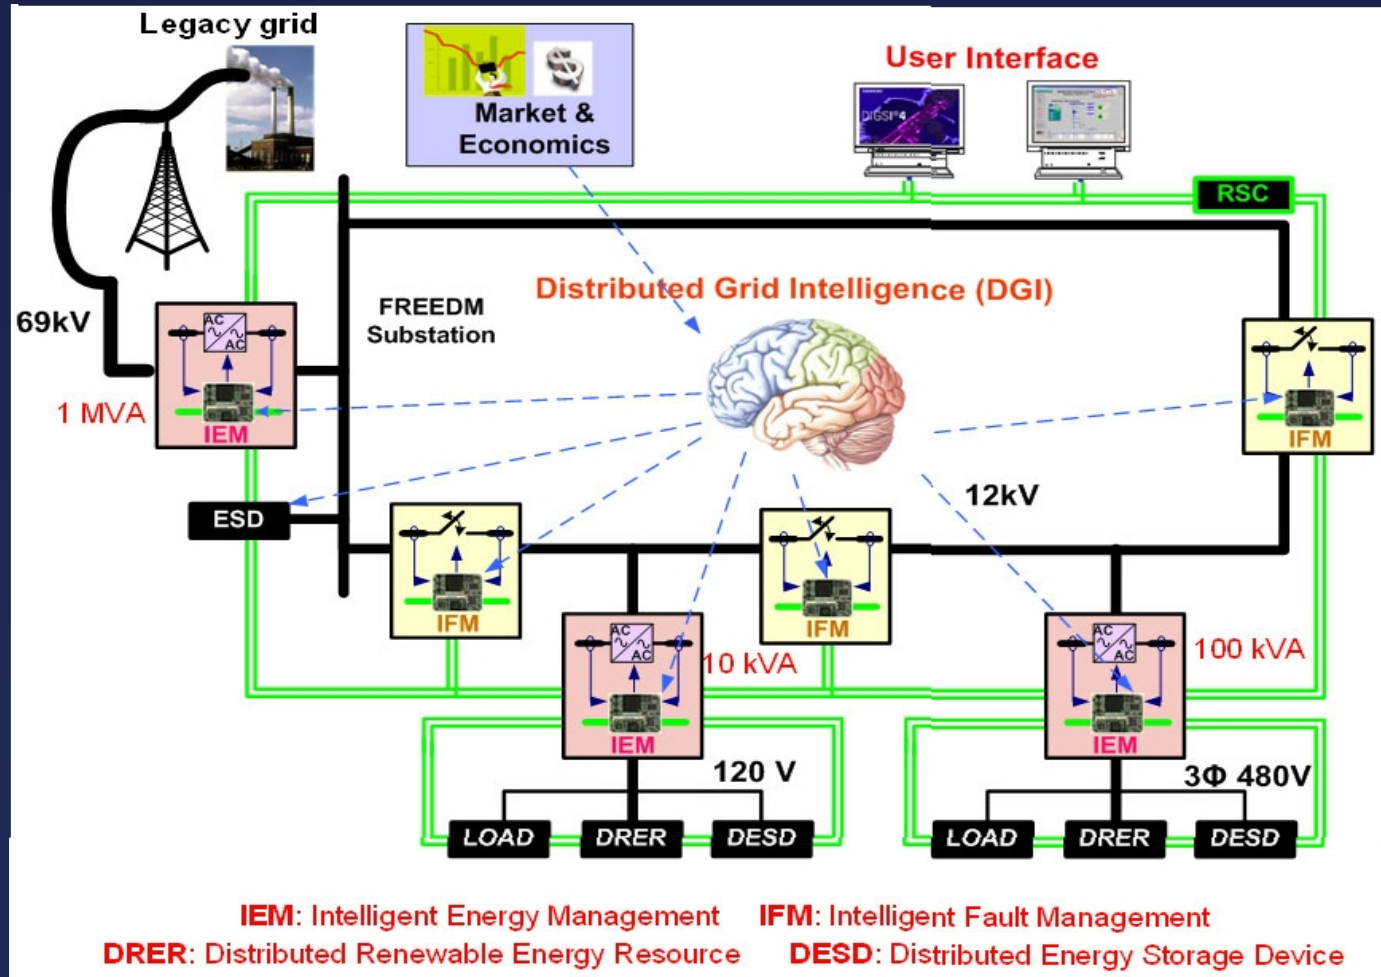 Legacy grid
Market &
Economics
User Interface
DIGSI®4
RSC
Distributed Grid Intelligence (DGI)
FREEDM
Substation
69kV
AC
AC
1 MVA
IEM
IFM
12kV
ESD
IFM
IFM
AC
AC
10 kVA
IEM
AC
AC
100 kVA
IEM
120 V
3Φ 480V
LOAD
DRER
DESD
LOAD
DRER
DESD
IEM: Intelligent Energy Management IFM: Intelligent Fault Management
DRER: Distributed Renewable Energy Resource DESD: Distributed Energy Storage Device